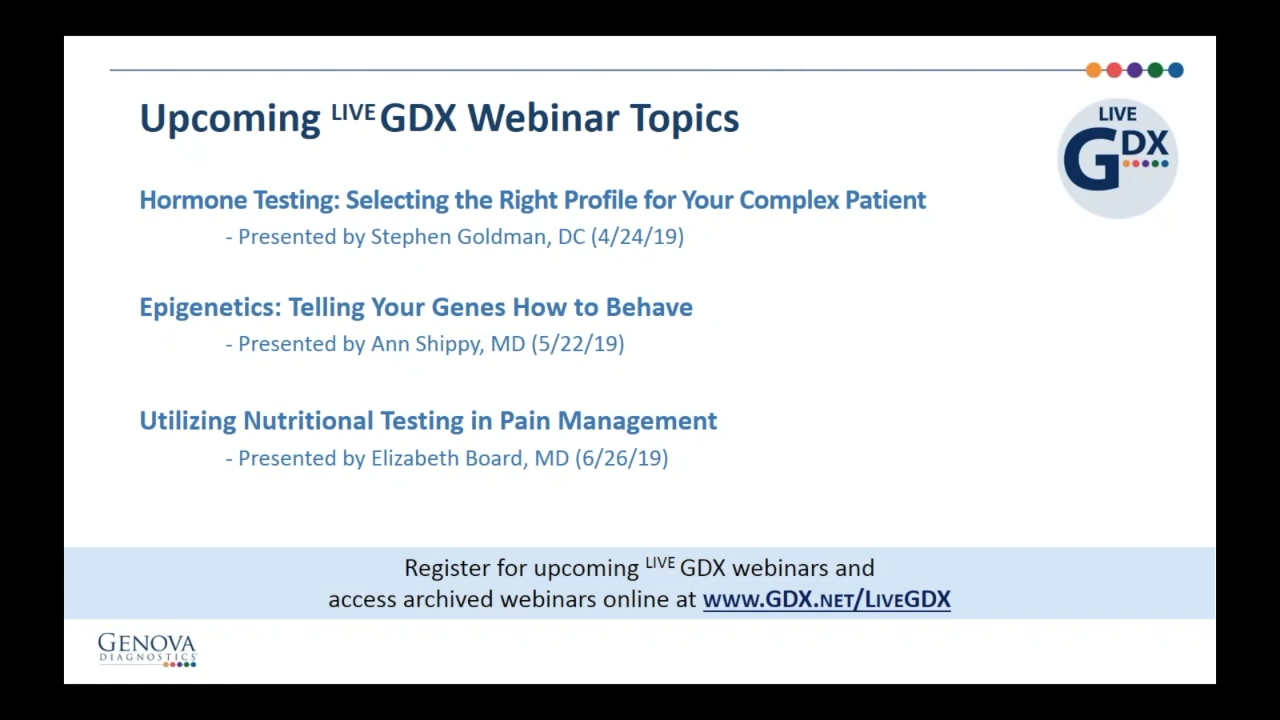 Upcoming LIVE GDX Webinar Topics
LIVE
GDX
Hormone Testing: Selecting the Right Profile for Your Complex Patient
- Presented by Stephen Goldman, DC (4/24/19)
Epigenetics: Telling Your Genes How to Behave
- Presented by Ann Shippy, MD (5/22/19)
Utilizing Nutritional Testing in Pain Management
- Presented by Elizabeth Board, MD (6/26/19)
Register for upcoming LIVE GDX webinars and
access archived webinars online at www.GDX.NET/LIVEGDX
GENOVA
DIAGNOSTICS